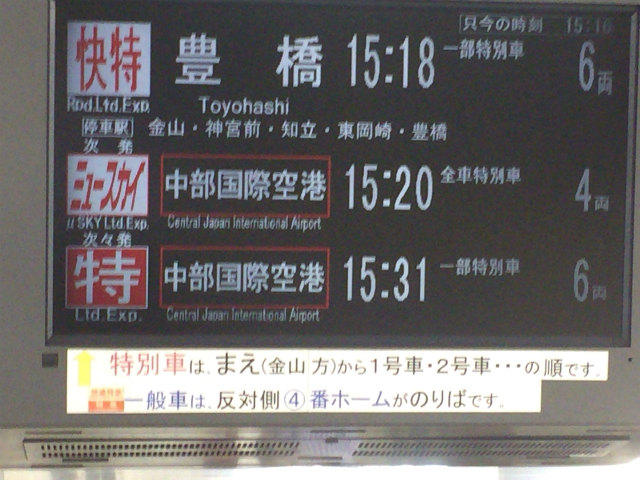 只今の時刻 15:16
快特 豊橋 15:18 一部特別車 6両
Rpd.Ltd.Exp. Toyohashi
停車駅 金山・神宮前・知立・東岡崎・豊橋
次発
ミュースカイ 中部国際空港 15:20 全車特別車 4両
μSKY Ltd.Exp. Central Japan International Airport
次々発
特 中部国際空港 15:31 一部特別車 6両
Ltd.Exp. Central Japan International Airport
特別車は、まえ(金山方)から1号車・2号車・・・の順です。
一般車は、反対側④番ホームがのりばです。